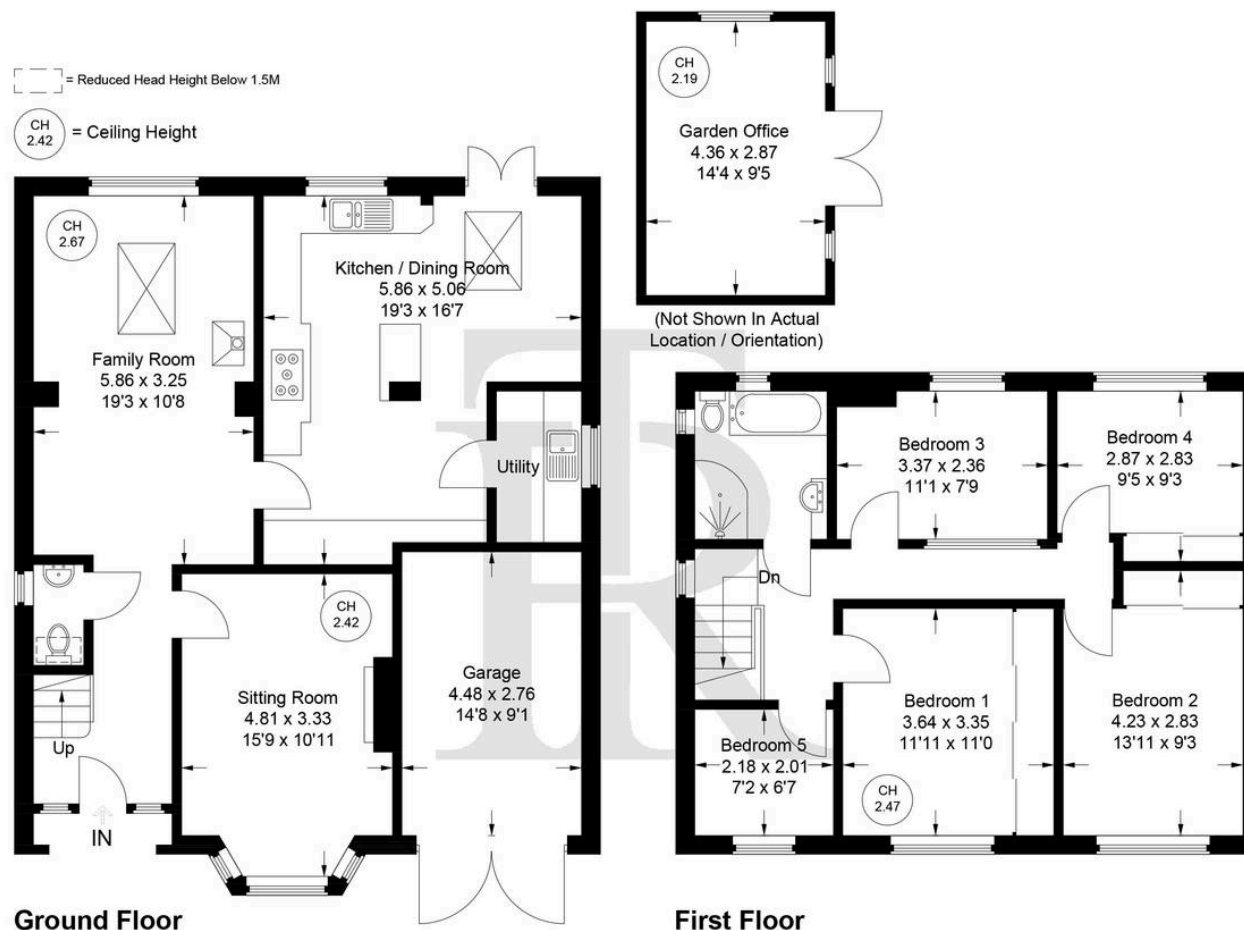 = Reduced Head Height Below 1.5M
CH
2.42
= Ceiling Height
CH
2.19
Garden Office
4.36 x 2.87
14'4 x 9'5
(Not Shown In Actual
Location / Orientation)
CH
2.67
Family Room
5.86 x 3.25
19'3 x 10'8
Kitchen / Dining Room
5.86 x 5.06
19'3 x 16'7
Utility
CH
2.42
Sitting Room
4.81 x 3.33
15'9 x 10'11
Garage
4.48 x 2.76
14'8 x 9'1
Up
IN
Ground Floor
Bedroom 3
3.37 x 2.36
11'1 x 7'9
Bedroom 4
2.87 x 2.83
9'5 x 9'3
Dn
Bedroom 1
3.64 x 3.35
11'11 x 11'0
CH
2.47
Bedroom 2
4.23 x 2.83
13'11 x 9'3
Bedroom 5
2.18 x 2.01
7'2 x 6'7
First Floor
TR